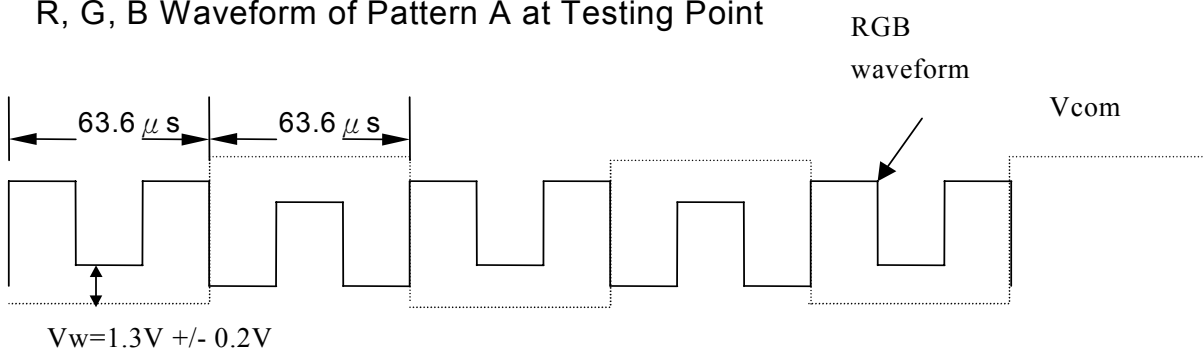 R, G, B Waveform of Pattern A at Testing Point
RGB
waveform
Vcom
63.6 μ s
63.6 μ s
Vw=1.3V +/- 0.2V